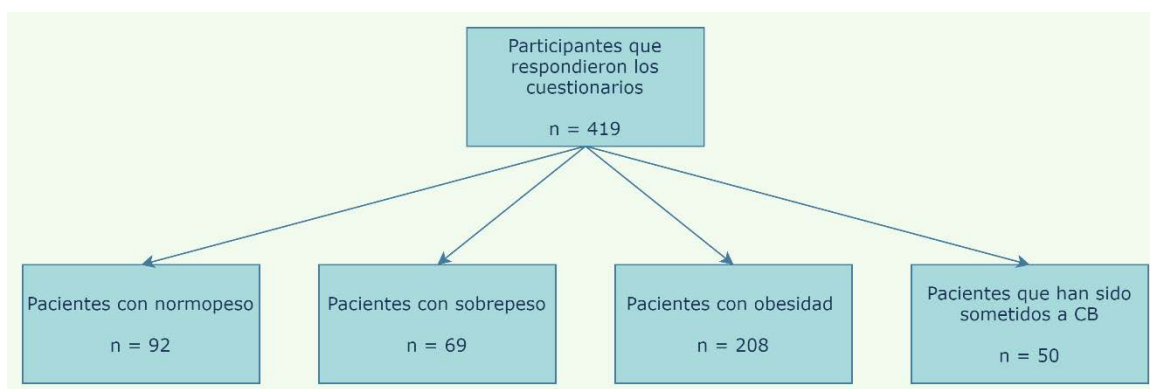 Participantes que
respondieron los
cuestionarios
n = 419
Pacientes con normopeso
n = 92
Pacientes con sobrepeso
n = 69
Pacientes con obesidad
n = 208
Pacientes que han sido
sometidos a CB
n = 50